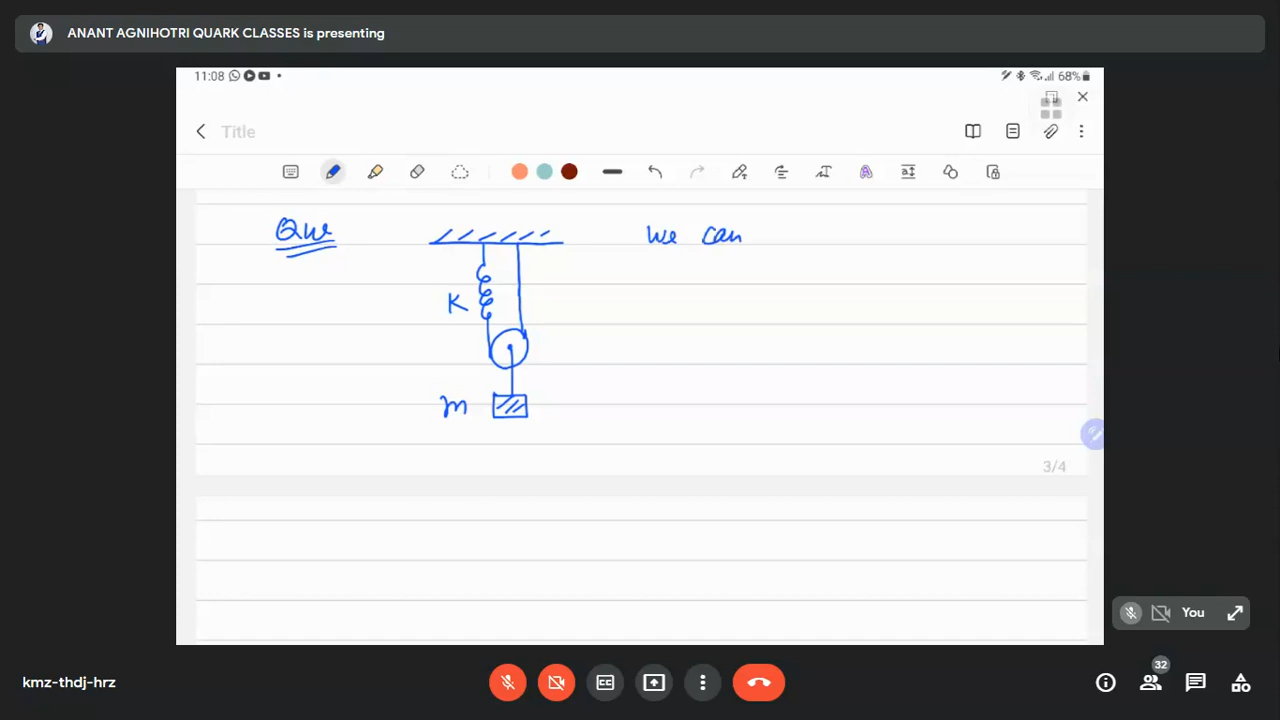 ANANT AGNIHOTRI QUARK CLASSES is presenting
11:08
68%
Title
Que
We can
K
m
3/4
You
kmz-thdj-hrz
32